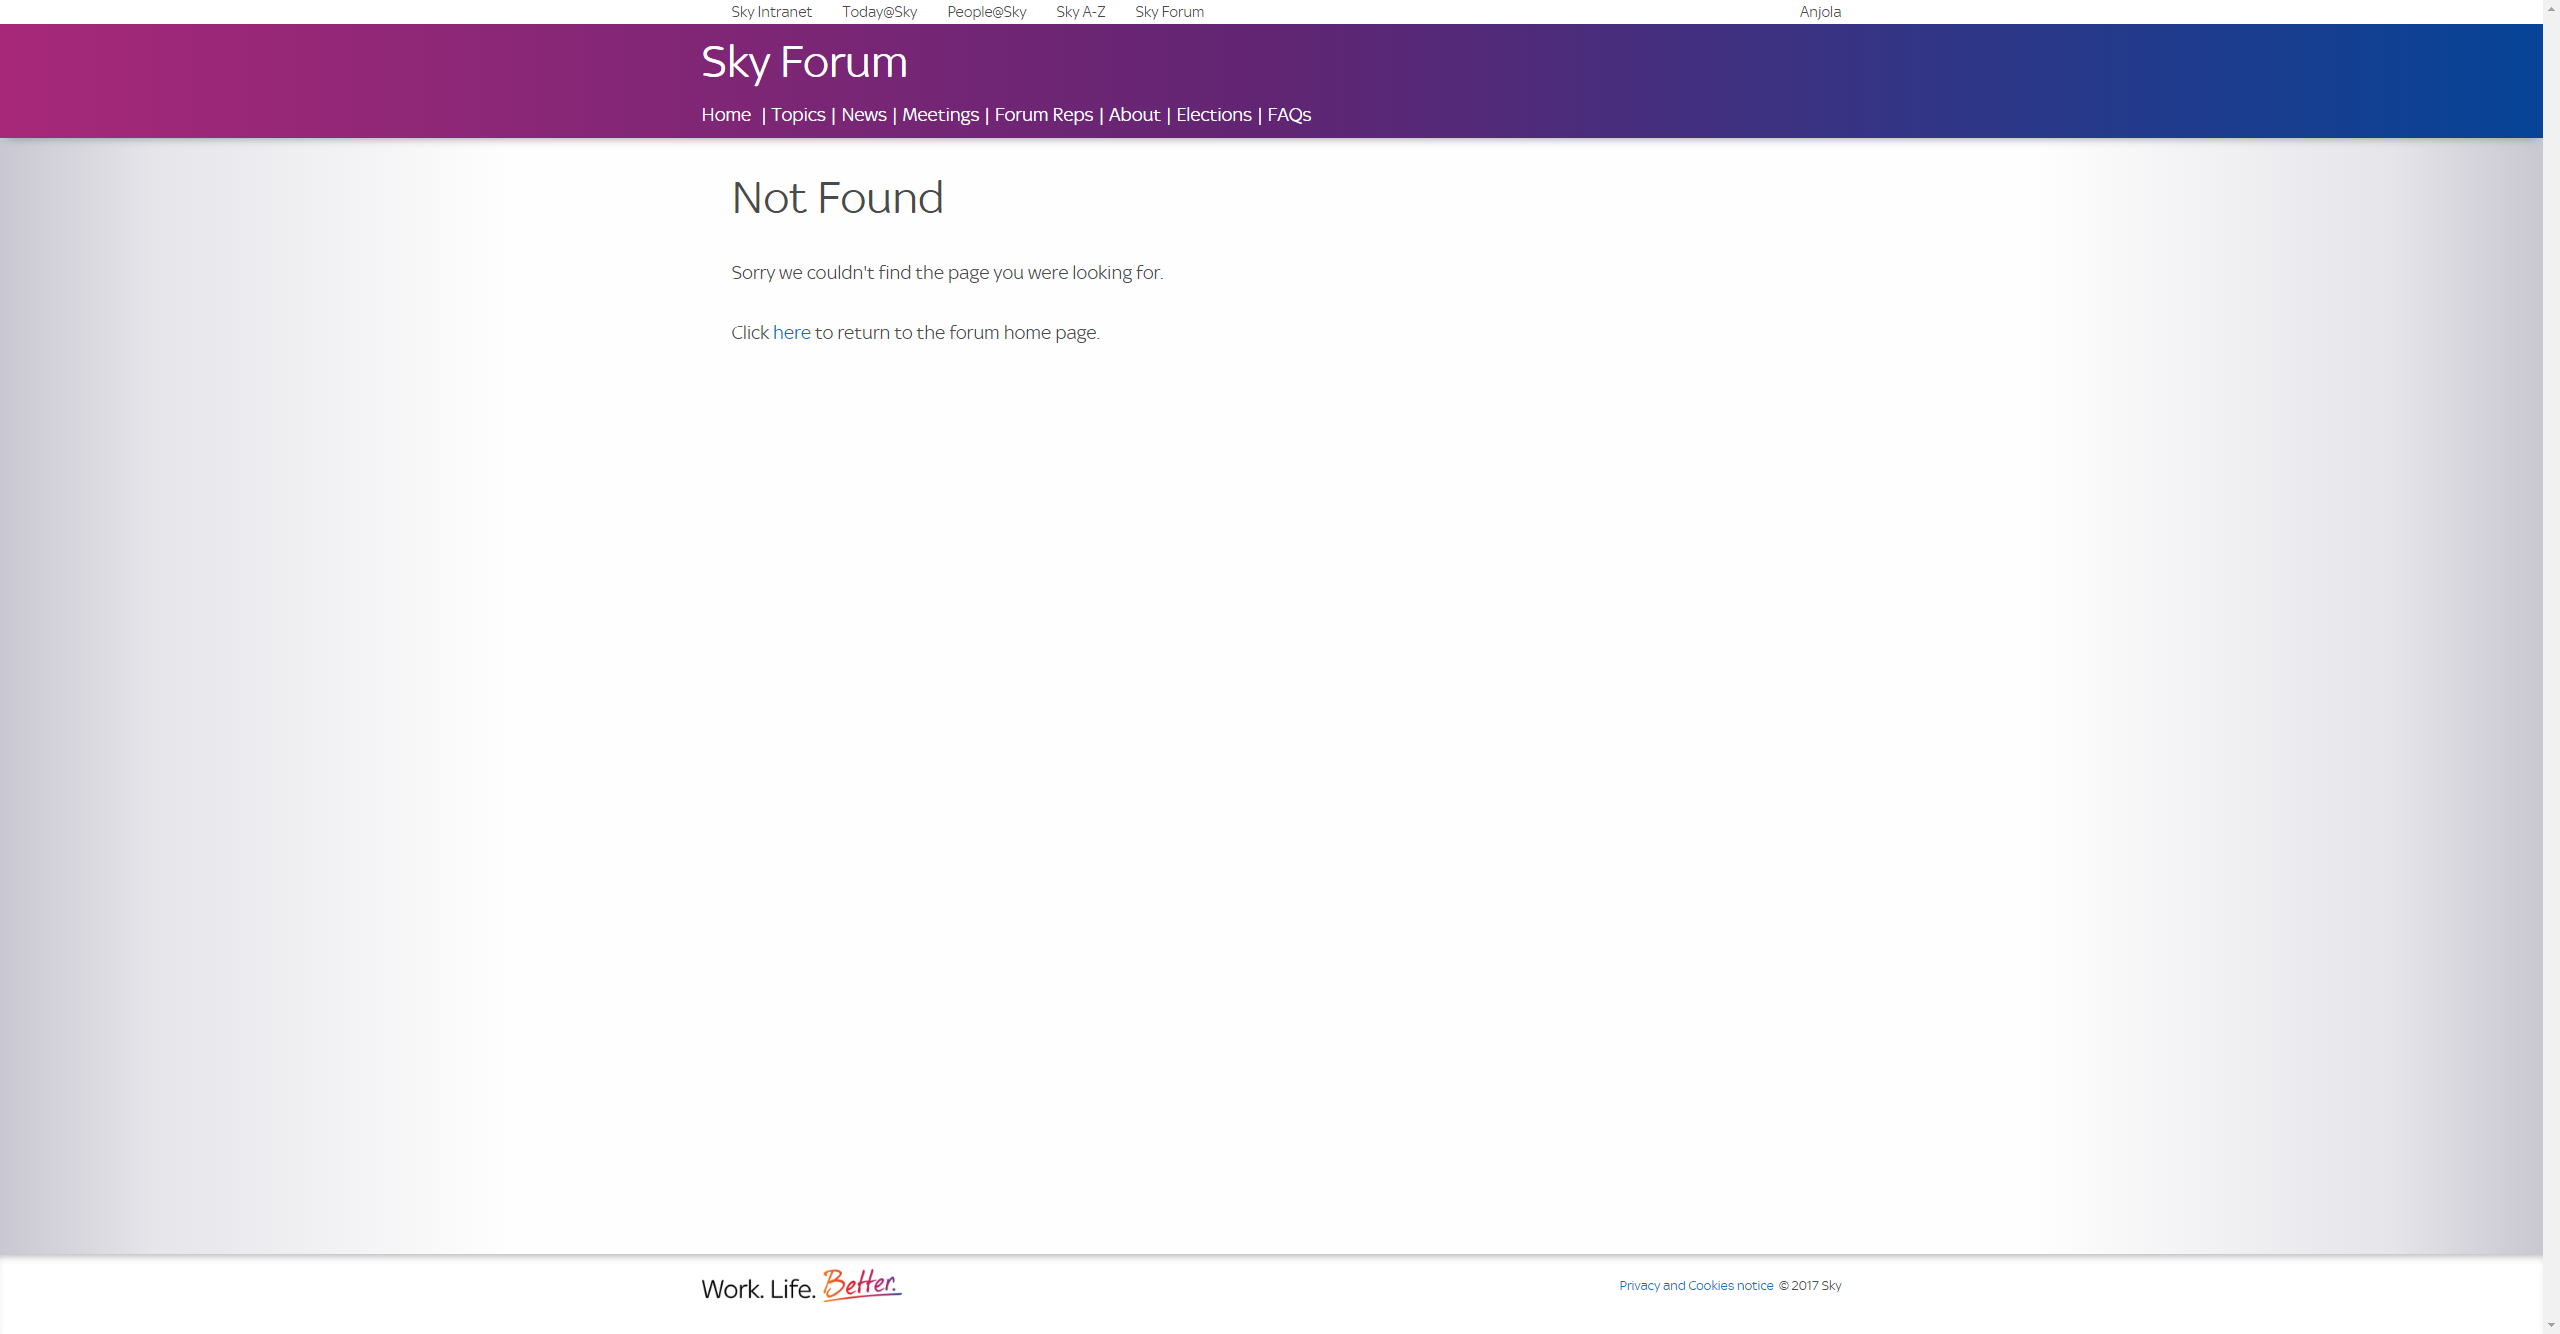 Sky Intranet Today@Sky People@Sky Sky A-Z Sky Forum Anjola
Sky Forum
Home | Topics | News | Meetings | Forum Reps | About | Elections | FAQs
Not Found
Sorry we couldn't find the page you were looking for.
Click here to return to the forum home page.
Work. Life. Better.
Privacy and Cookies notice © 2017 Sky